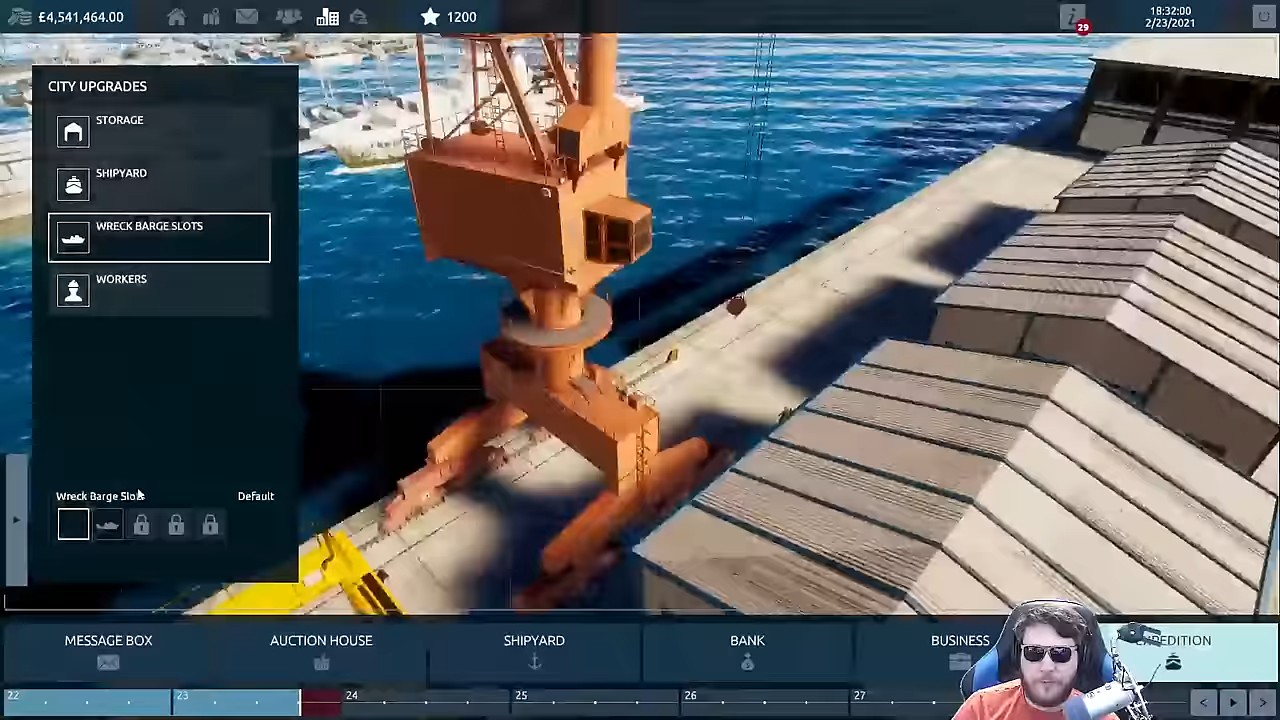 £4,541,464.00
1200
29
18:32:00
2/23/2021
CITY UPGRADES
STORAGE
SHIPYARD
WRECK BARGE SLOTS
WORKERS
Wreck Barge Slots
Default
MESSAGE BOX
AUCTION HOUSE
SHIPYARD
BANK
BUSINESS
22
23
24
25
26
27